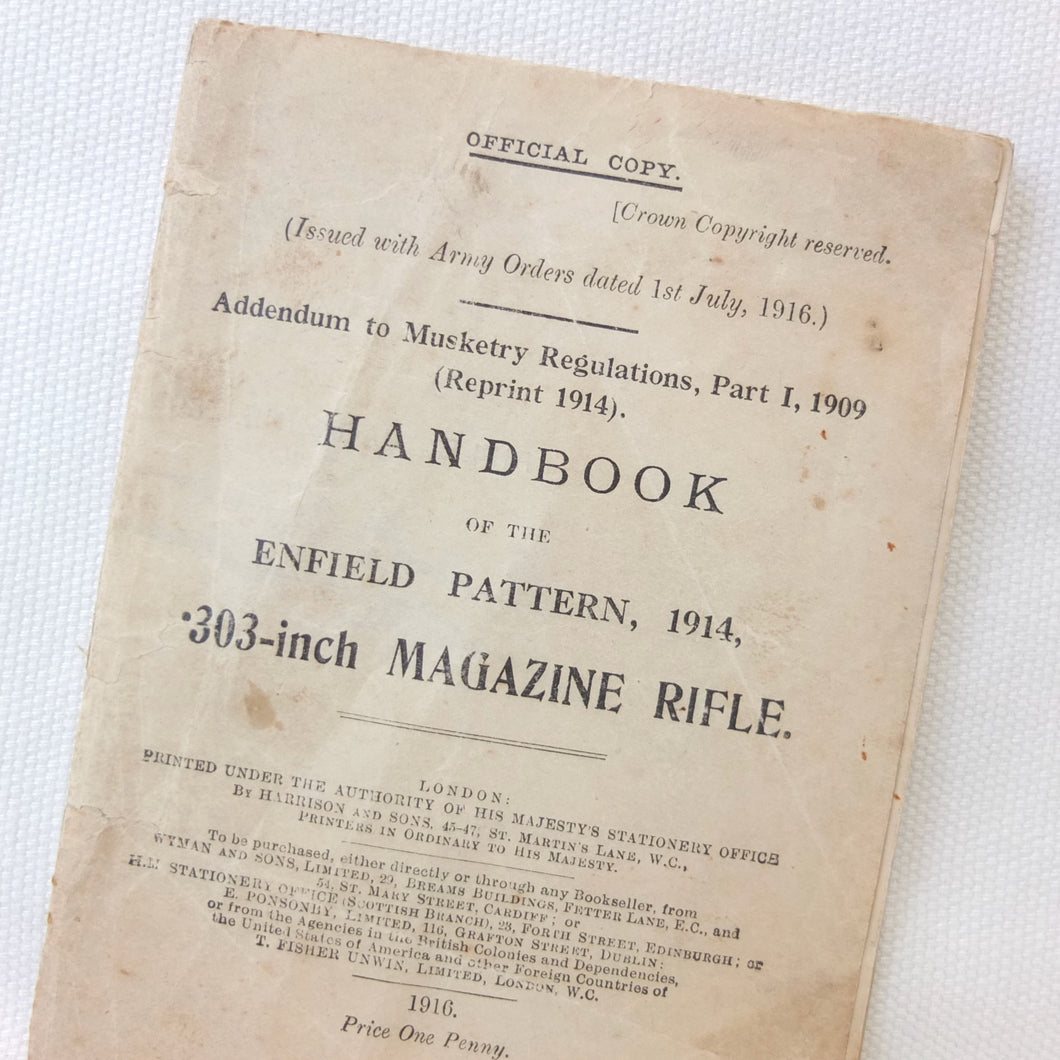 OFFICIAL COPY.
[Crown Copyright reserved.
(Issued with Army Orders dated 1st July, 1916.)
Addendum to Musketry Regulations, Part I, 1909
(Reprint 1914).
HANDBOOK
OF THE
ENFIELD PATTERN, 1914,
·303-inch MAGAZINE RIFLE.
LONDON:
PRINTED UNDER THE AUTHORITY OF HIS MAJESTY'S STATIONERY OFFICE
BY HARRISON AND SONS, 45-47, ST. MARTIN'S LANE, W.C.,
PRINTERS IN ORDINARY TO HIS MAJESTY.
To be purchased, either directly or through any Bookseller, from
WYMAN AND SONS, LIMITED, 29, BREAMS BUILDINGS, FETTER LANE, E.C., and
54, ST. MARY STREET, CARDIFF; or
H.M. STATIONERY OFFICE (SCOTTISH BRANCH), 23, FORTH STREET, EDINBURGH; or
E. PONSONBY, LIMITED, 116, GRAFTON STREET, DUBLIN;
or from the Agencies in the British Colonies and Dependencies,
the United States of America and other Foreign Countries of
T. FISHER UNWIN, LIMITED, LONDON, W.C.
1916.
Price One Penny.